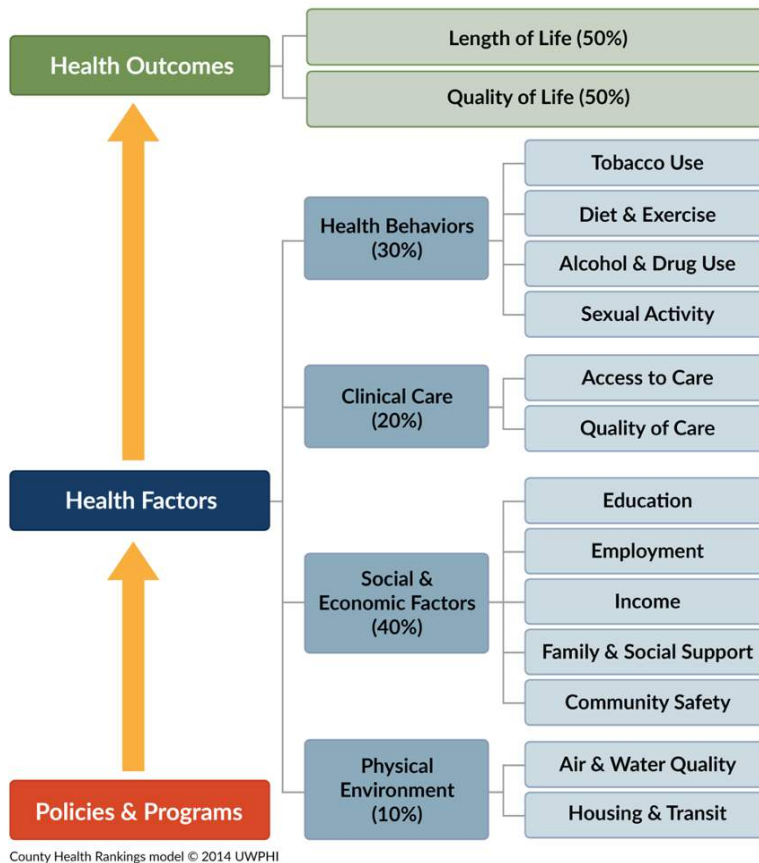 Health Outcomes
Length of Life (50%)
Quality of Life (50%)
Health Factors
Health Behaviors
(30%)
Tobacco Use
Diet & Exercise
Alcohol & Drug Use
Sexual Activity
Clinical Care
(20%)
Access to Care
Quality of Care
Social &
Economic Factors
(40%)
Education
Employment
Income
Family & Social Support
Community Safety
Physical
Environment
(10%)
Air & Water Quality
Housing & Transit
Policies & Programs
County Health Rankings model © 2014 UWPHI